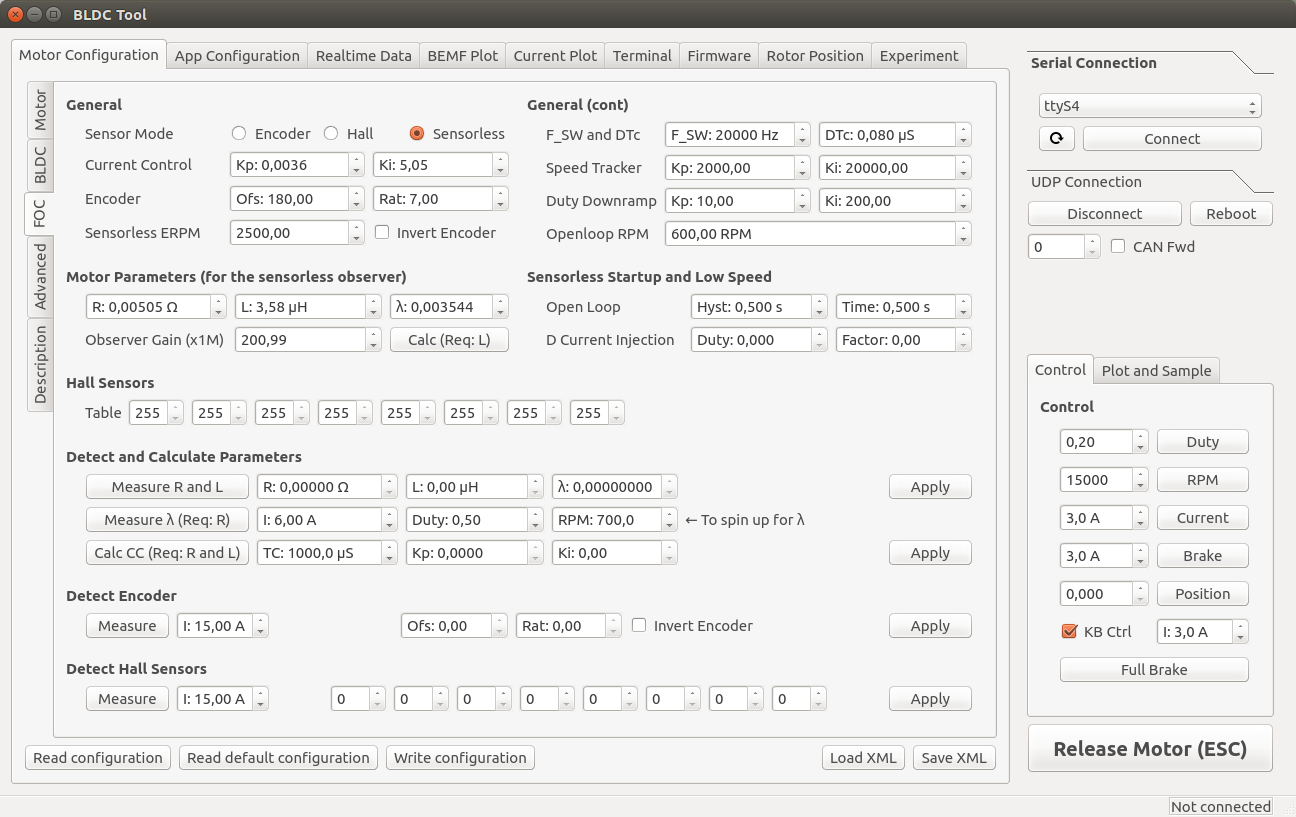 BLDC Tool
Motor Configuration App Configuration Realtime Data BEMF Plot Current Plot Terminal Firmware Rotor Position Experiment
Motor
BLDC
FOC
Advanced
Description
General
Sensor Mode Encoder Hall Sensorless
Current Control Kp: 0,0036 Ki: 5,05
Encoder Ofs: 180,00 Rat: 7,00
Sensorless ERPM 2500,00 Invert Encoder
General (cont)
F_SW and DTc F_SW: 20000 Hz DTc: 0,080 µS
Speed Tracker Kp: 2000,00 Ki: 20000,00
Duty Downramp Kp: 10,00 Ki: 200,00
Openloop RPM 600,00 RPM
Motor Parameters (for the sensorless observer)
R: 0,00505 Ω L: 3,58 µH λ: 0,003544
Observer Gain (x1M) 200,99 Calc (Req: L)
Sensorless Startup and Low Speed
Open Loop Hyst: 0,500 s Time: 0,500 s
D Current Injection Duty: 0,000 Factor: 0,00
Hall Sensors
Table 255 255 255 255 255 255 255 255
Detect and Calculate Parameters
Measure R and L R: 0,00000 Ω L: 0,00 µH λ: 0,00000000 Apply
Measure λ (Req: R) I: 6,00 A Duty: 0,50 RPM: 700,0 ← To spin up for λ
Calc CC (Req: R and L) TC: 1000,0 µS Kp: 0,0000 Ki: 0,00 Apply
Detect Encoder
Measure I: 15,00 A Ofs: 0,00 Rat: 0,00 Invert Encoder Apply
Detect Hall Sensors
Measure I: 15,00 A 0 0 0 0 0 0 0 0 Apply
Read configuration Read default configuration Write configuration Load XML Save XML
Serial Connection
ttyS4
Connect
UDP Connection
Disconnect Reboot
0 CAN Fwd
Control Plot and Sample
Control
0,20 Duty
15000 RPM
3,0 A Current
3,0 A Brake
0,000 Position
KB Ctrl I: 3,0 A
Full Brake
Release Motor (ESC)
Not connected